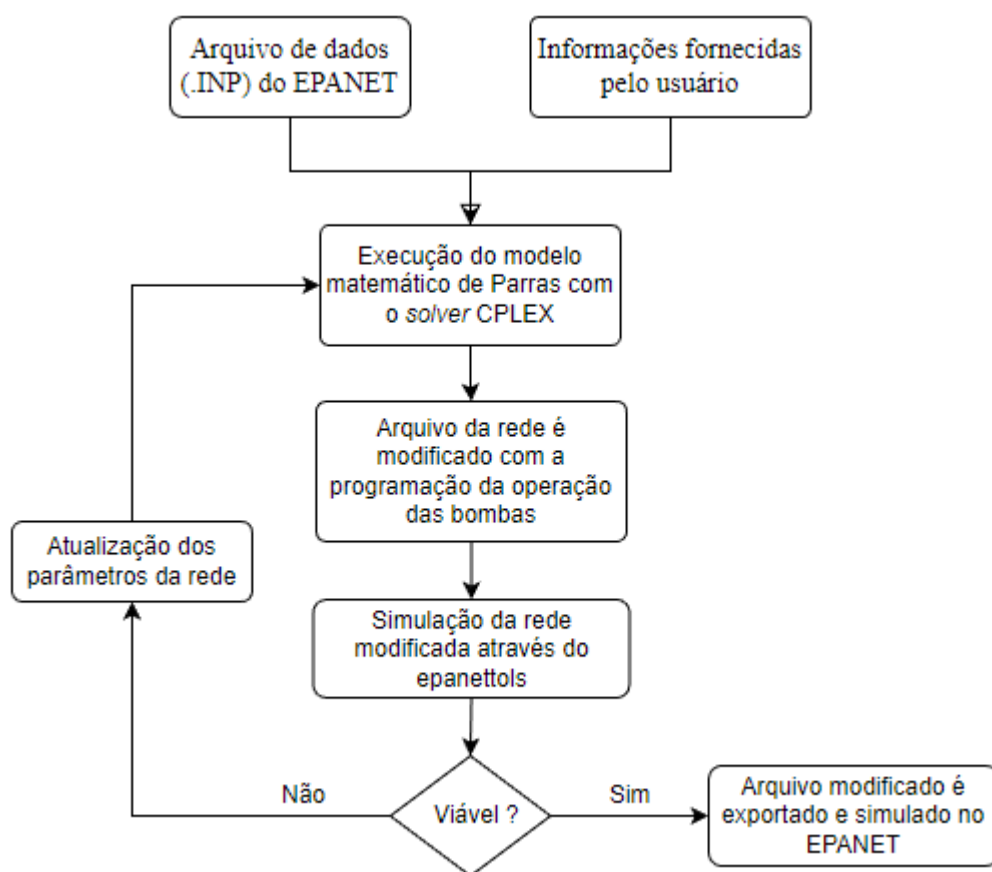 Arquivo de dados
(.INP) do EPANET
Informações fornecidas
pelo usuário
Execução do modelo
matemático de Parras com
o solver CPLEX
Arquivo da rede é
modificado com a
programação da operação
das bombas
Atualização dos
parâmetros da rede
Simulação da rede
modificada através do
epanettols
Não
Viável ?
Sim
Arquivo modificado é
exportado e simulado no
EPANET